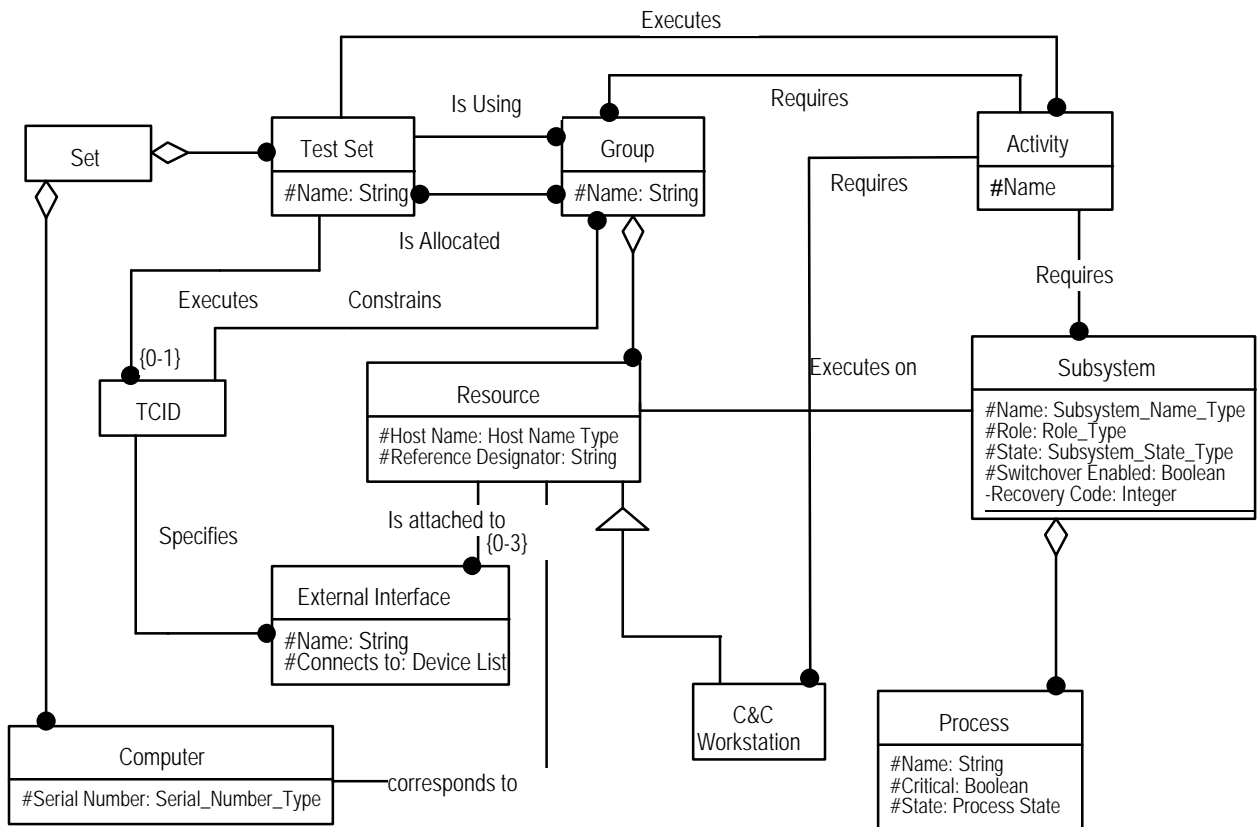 Executes
Is Using
Requires
Set
Test Set
#Name: String
Group
#Name: String
Activity
#Name
Requires
Is Allocated
Executes
Constrains
Requires
{0-1}
TCID
Resource
#Host Name: Host Name Type
#Reference Designator: String
Executes on
Subsystem
#Name: Subsystem_Name_Type
#Role: Role_Type
#State: Subsystem_State_Type
#Switchover Enabled: Boolean
-Recovery Code: Integer
Is attached to
{0-3}
Specifies
External Interface
#Name: String
#Connects to: Device List
C&C
Workstation
Process
#Name: String
#Critical: Boolean
#State: Process State
Computer
#Serial Number: Serial_Number_Type
corresponds to